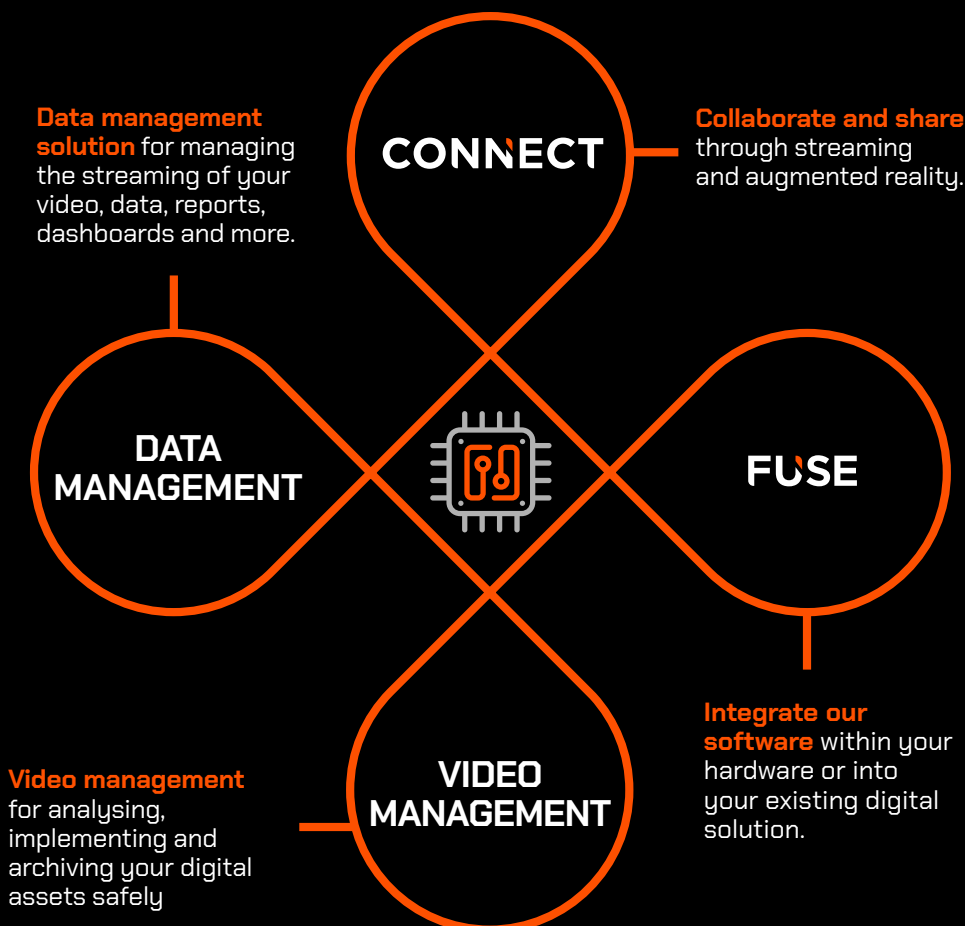 Data management
solution for managing
the streaming of your
video, data, reports,
dashboards and more.
CONNECT
Collaborate and share
through streaming
and augmented reality.
DATA
MANAGEMENT
FUSE
Video management
for analysing,
implementing and
archiving your digital
assets safely
VIDEO
MANAGEMENT
Integrate our
software within your
hardware or into
your existing digital
solution.